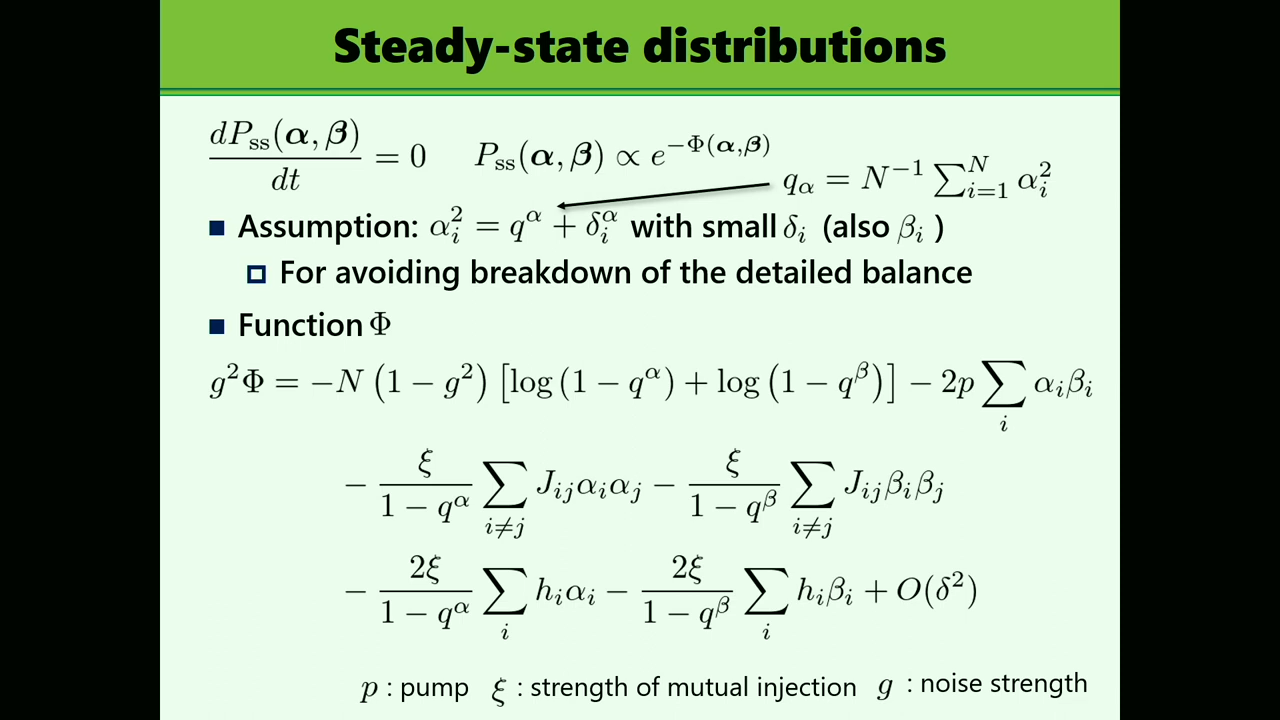 Steady-state distributions
dP_ss(α, β)/dt = 0 P_ss(α, β) ∝ e^{−Φ(α,β)}
q_α = N^{−1} ∑_{i=1}^{N} α_i^2
■ Assumption: α_i^2 = q^α + δ_i^α with small δ_i (also β_i )
For avoiding breakdown of the detailed balance
■ Function Φ
g^2Φ = −N (1 − g^2) [log (1 − q^α) + log (1 − q^β)] − 2p ∑_i α_iβ_i
− ξ/(1 − q^α) ∑_{i≠j} J_{ij}α_iα_j − ξ/(1 − q^β) ∑_{i≠j} J_{ij}β_iβ_j
− 2ξ/(1 − q^α) ∑_i h_iα_i − 2ξ/(1 − q^β) ∑_i h_iβ_i + O(δ^2)
p : pump ξ : strength of mutual injection g : noise strength